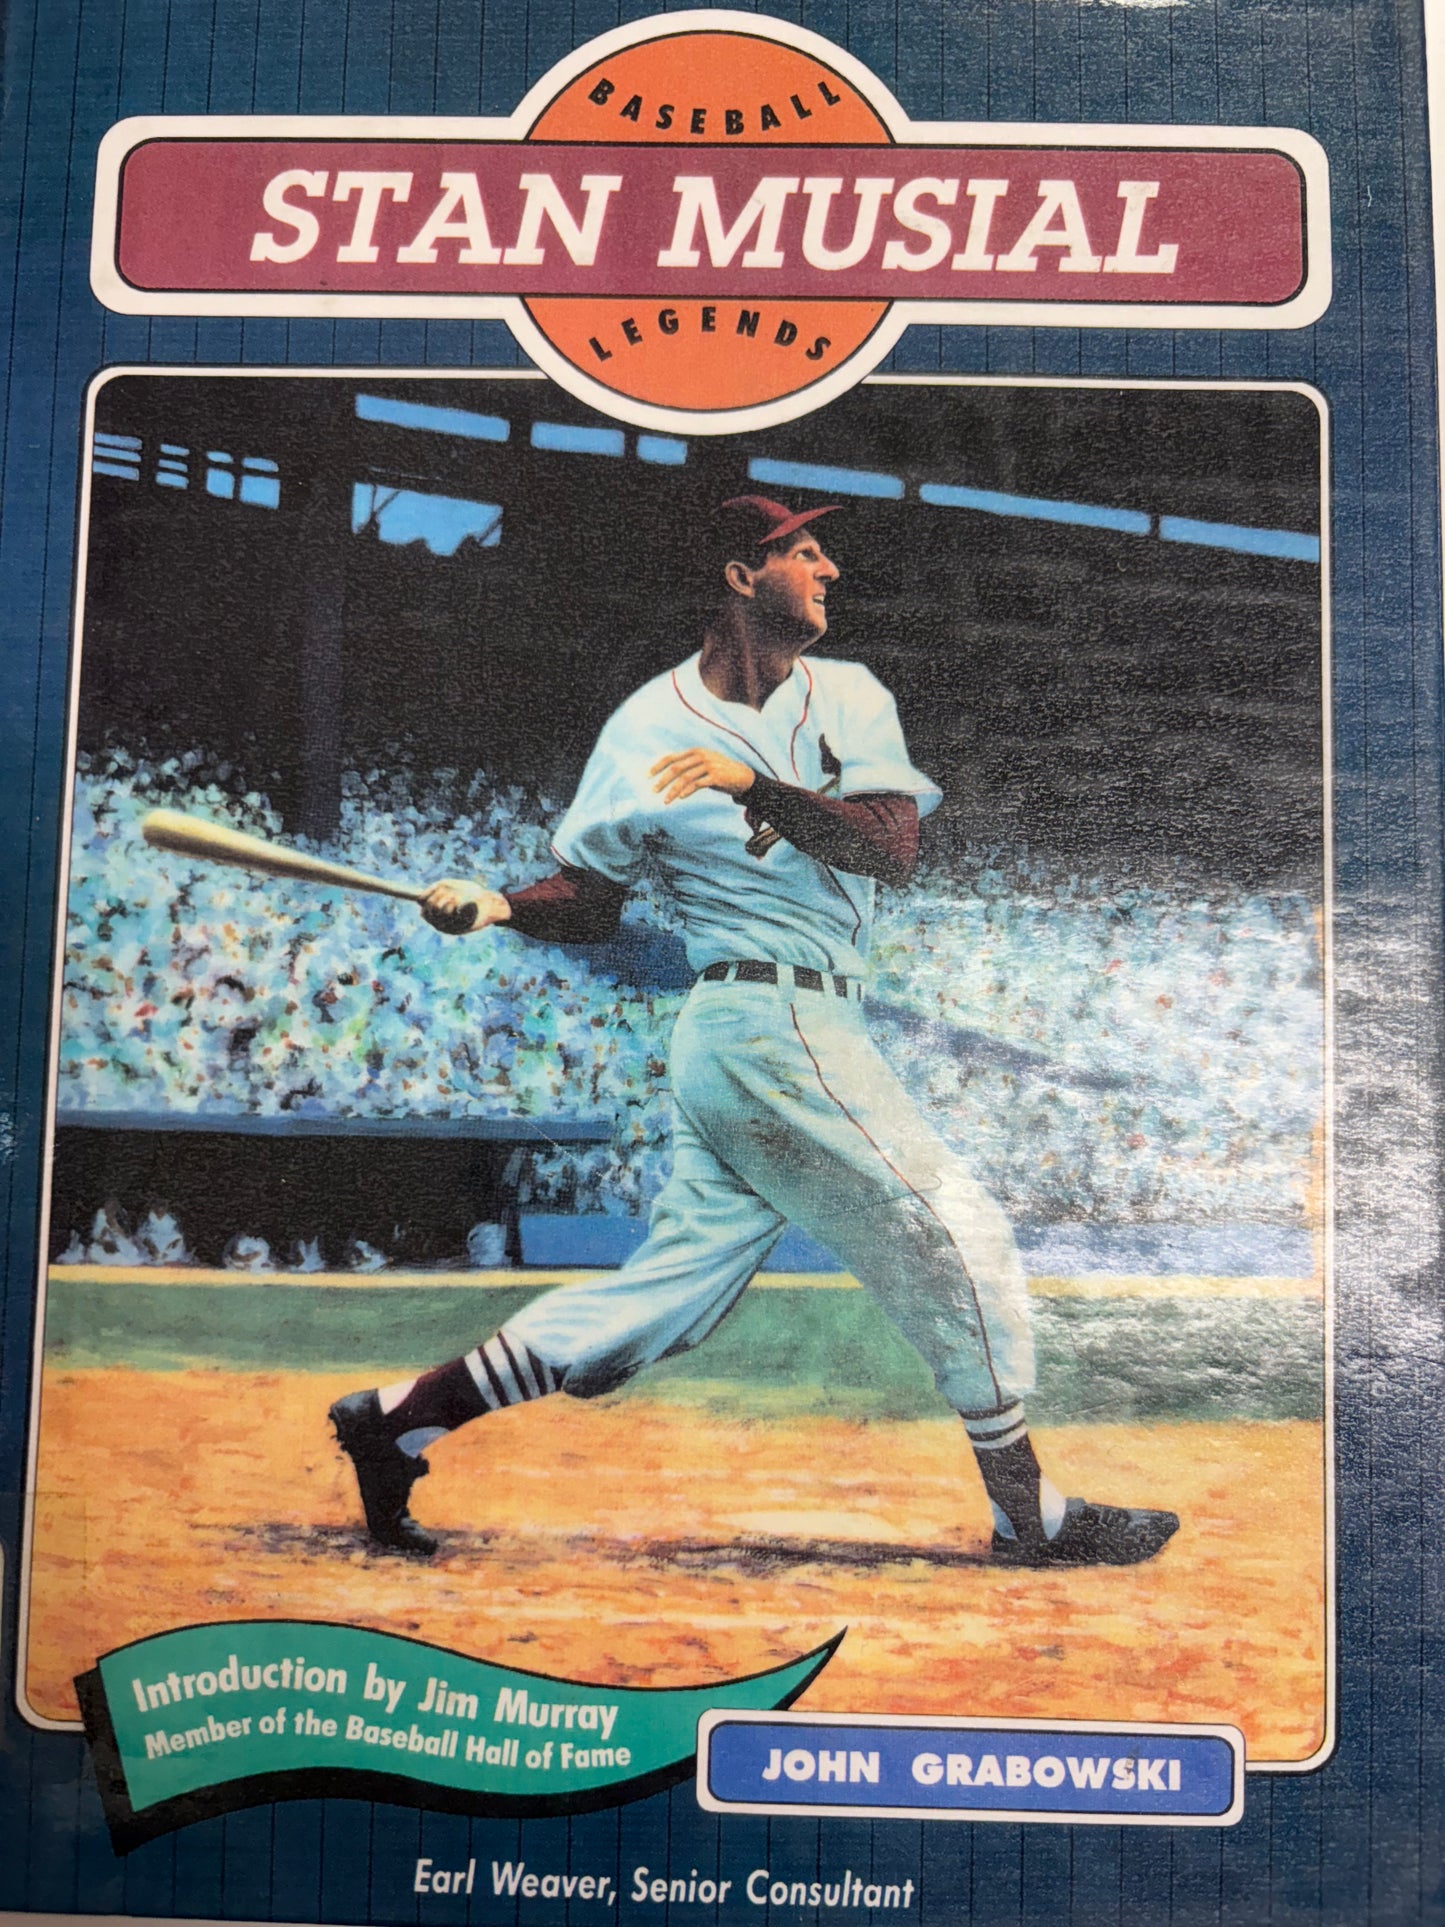 BASEBALL
STAN MUSIAL
LEGENDS
Introduction by Jim Murray
Member of the Baseball Hall of Fame
JOHN GRABOWSKI
Earl Weaver, Senior Consultant